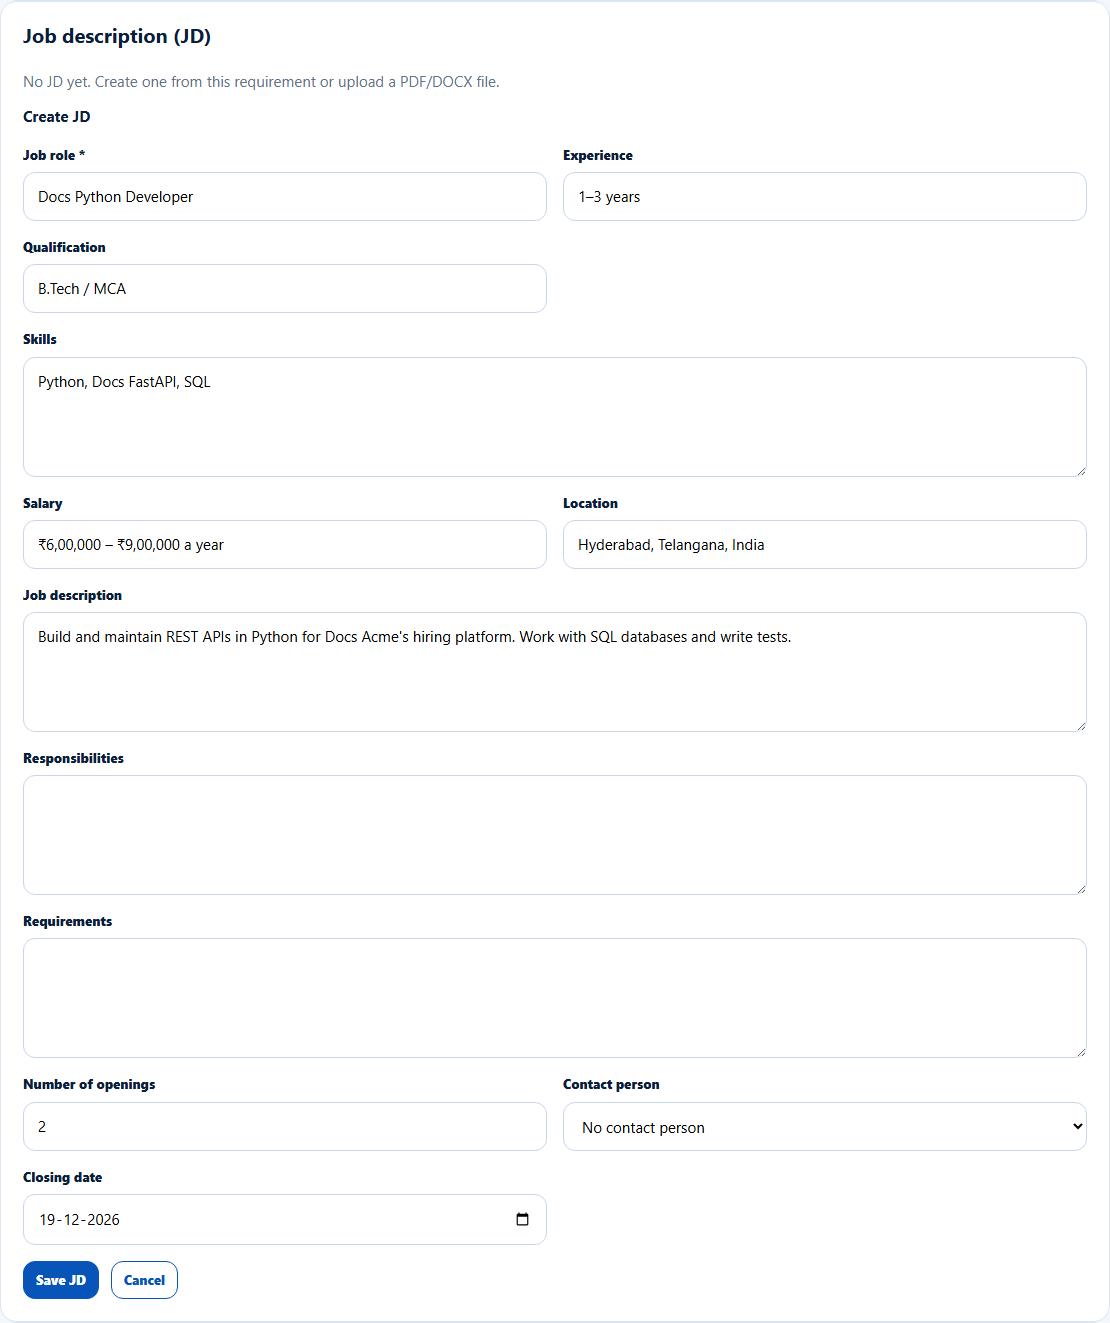 Job description (JD)
No JD yet. Create one from this requirement or upload a PDF/DOCX file.
Create JD
Job role *
Experience
Docs Python Developer
1–3 years
Qualification
B.Tech / MCA
Skills
Python, Docs FastAPI, SQL
Salary
Location
₹6,00,000 – ₹9,00,000 a year
Hyderabad, Telangana, India
Job description
Build and maintain REST APIs in Python for Docs Acme's hiring platform. Work with SQL databases and write tests.
Responsibilities
Requirements
Number of openings
Contact person
2
No contact person
Closing date
19-12-2026
Save JD
Cancel